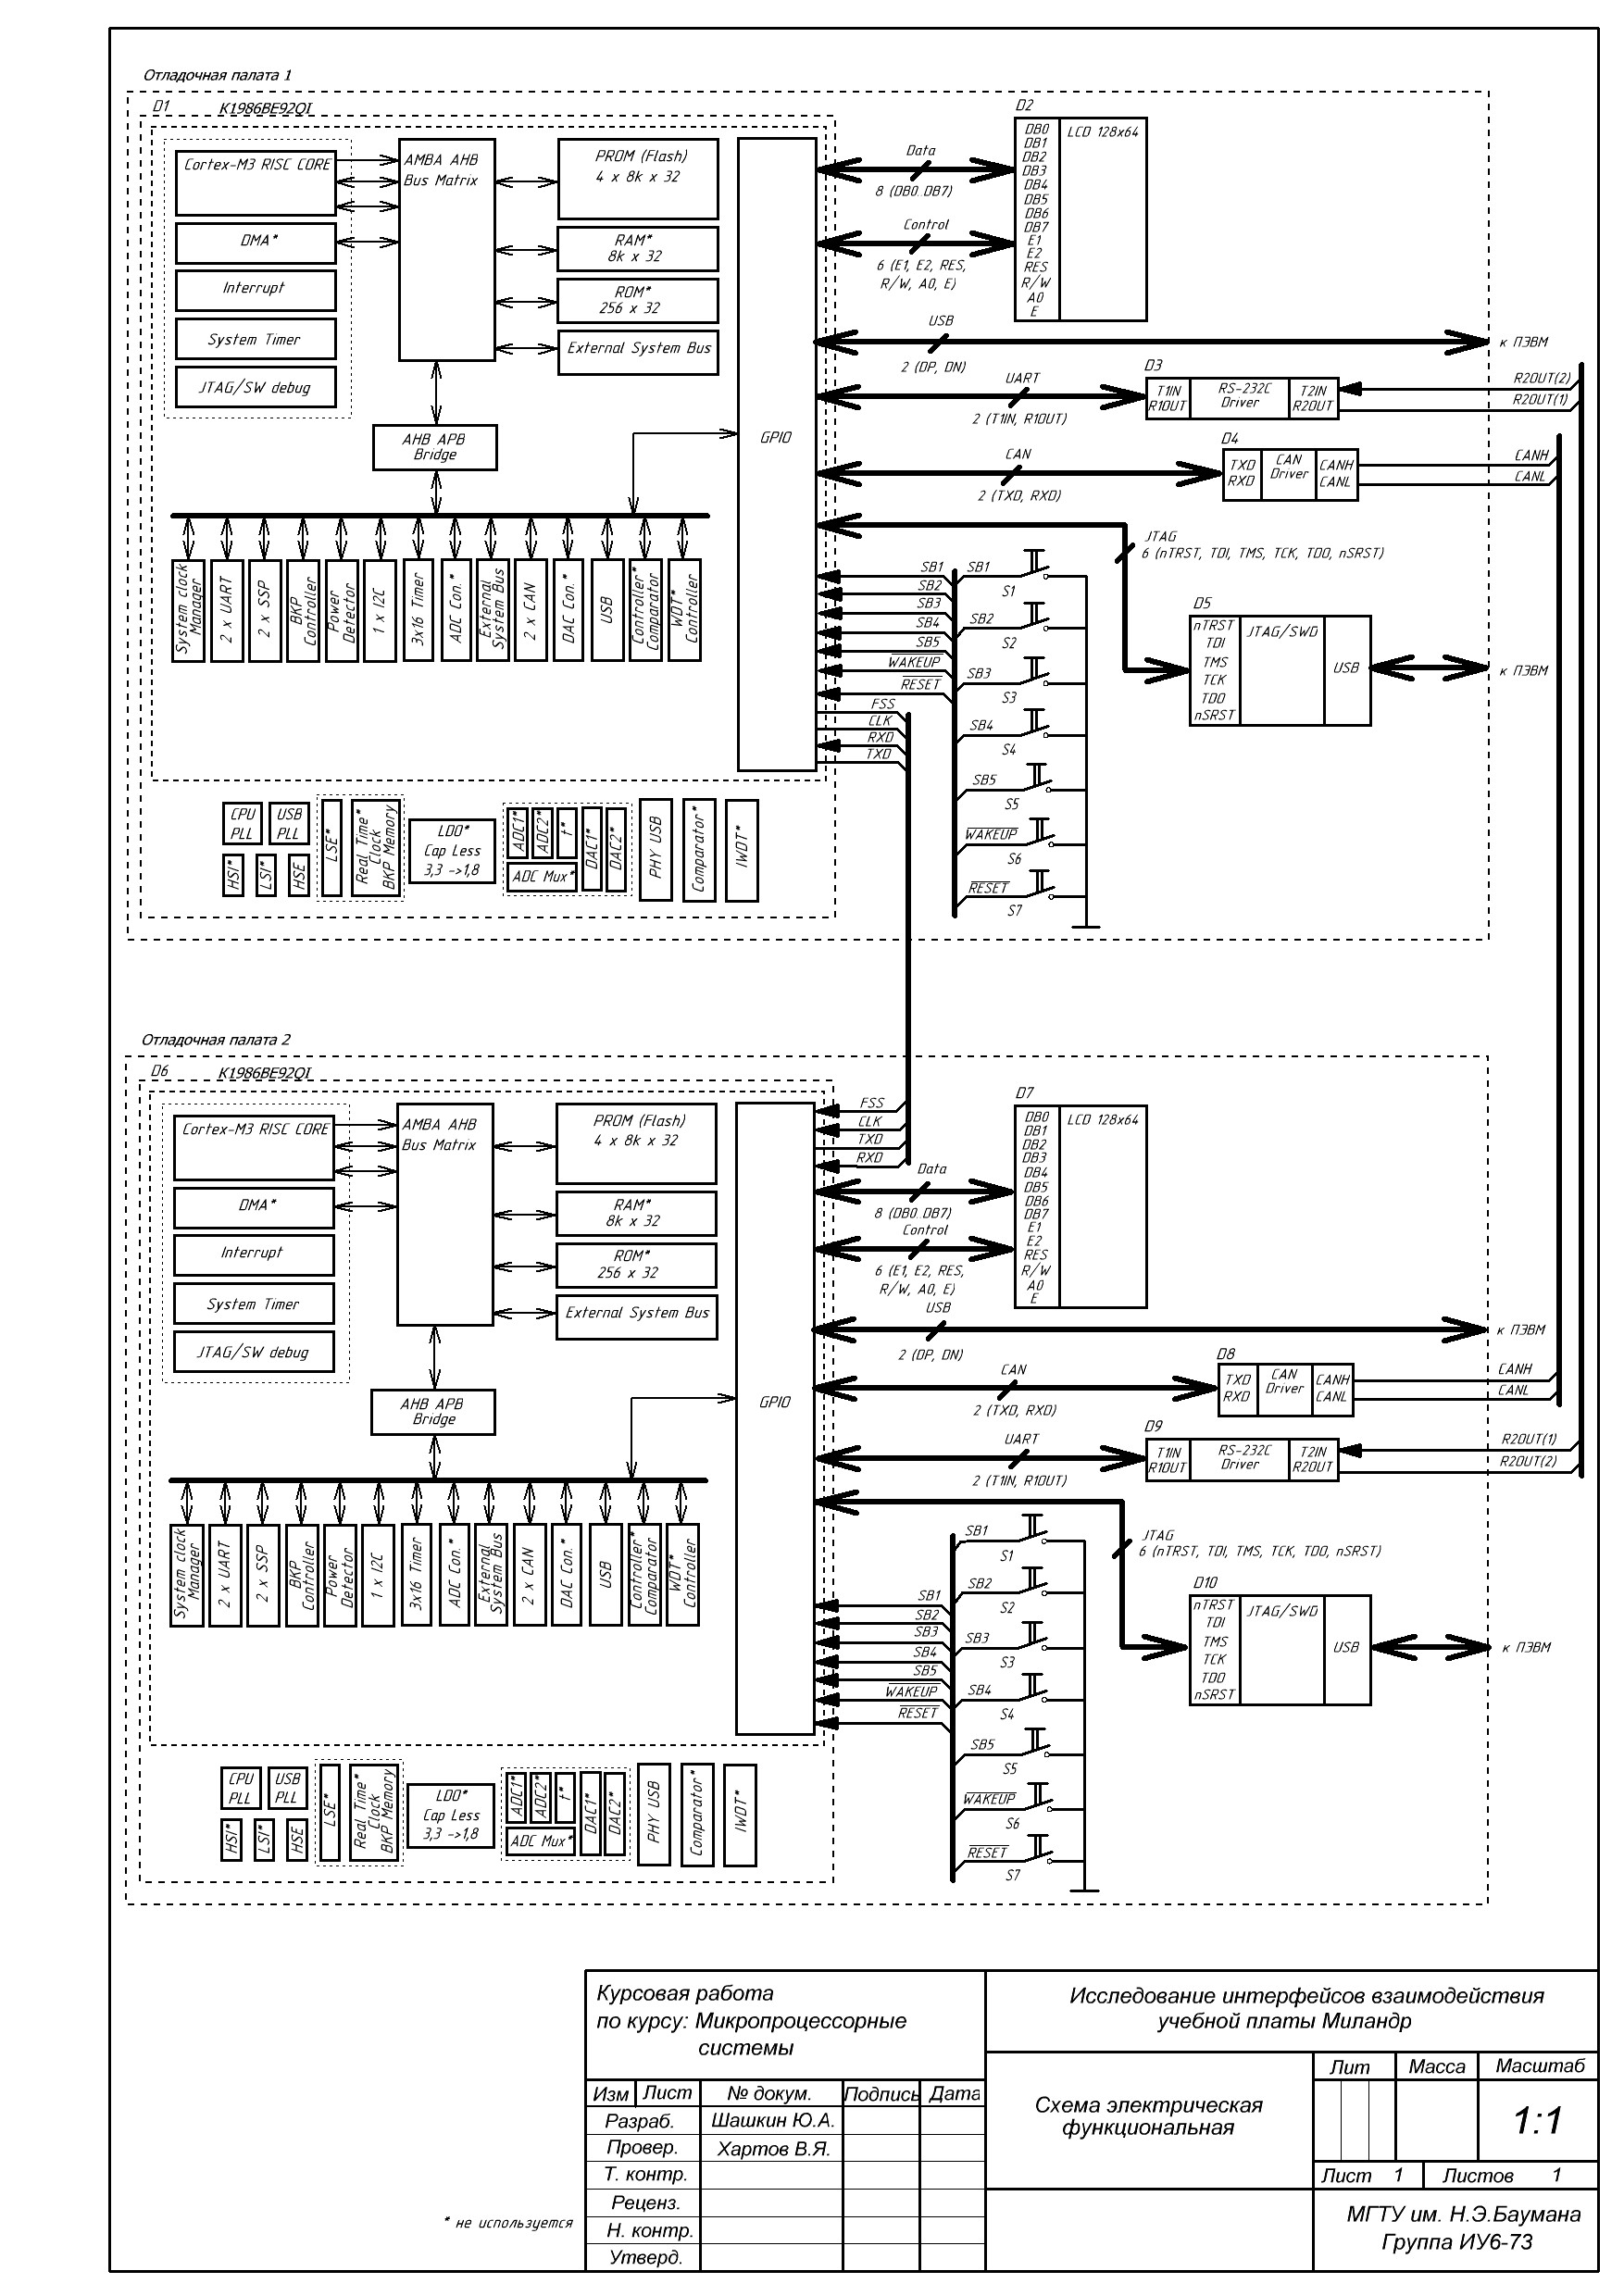 Отладочная палата 1
D1
К1986ВЕ92QI
Cortex-M3 RISC CORE
DMA*
Interrupt
System Timer
JTAG/SW debug
AMBA AHB
Bus Matrix
PROM (Flash)
4 x 8k x 32
RAM*
8k x 32
ROM*
256 x 32
External System Bus
AHB APB
Bridge
GPIO
System clock
Manager
2 x UART
2 x SSP
BKP
Controller
Power
Detector
1 x I2C
3x16 Timer
ADC Con.*
External
System Bus
2 x CAN
DAC Con.*
USB
Controller*
Comparator
WDT*
Controller
CPU
PLL
USB
PLL
HSI*
LSI*
HSE
LSE*
Real Time*
Clock
BKP Memory
LDO*
Cap Less
3,3 ->1,8
ADC1*
ADC2*
t*
ADC Mux*
DAC1*
DAC2*
PHY USB
Comparator*
IWDT*
Data
8 (DB0..DB7)
Control
6 (E1, E2, RES,
R/W, A0, E)
D2
DB0
DB1
DB2
DB3
DB4
DB5
DB6
DB7
E1
E2
RES
R/W
A0
E
LCD 128x64
USB
2 (DP, DN)
к ПЭВМ
UART
2 (T1IN, R1OUT)
D3
T1IN
R1OUT
RS-232C
Driver
T2IN
R2OUT
R2OUT(2)
R2OUT(1)
CAN
2 (TXD, RXD)
D4
TXD
RXD
CAN
Driver
CANH
CANL
CANH
CANL
JTAG
6 (nTRST, TDI, TMS, TCK, TDO, nSRST)
D5
nTRST
TDI
TMS
TCK
TDO
nSRST
JTAG/SWD
USB
к ПЭВМ
SB1
SB2
SB3
SB4
SB5
WAKEUP
RESET
FSS
CLK
RXD
TXD
SB1
S1
SB2
S2
SB3
S3
SB4
S4
SB5
S5
WAKEUP
S6
RESET
S7
Отладочная палата 2
D6
К1986ВЕ92QI
Cortex-M3 RISC CORE
DMA*
Interrupt
System Timer
JTAG/SW debug
AMBA AHB
Bus Matrix
PROM (Flash)
4 x 8k x 32
RAM*
8k x 32
ROM*
256 x 32
External System Bus
AHB APB
Bridge
GPIO
System clock
Manager
2 x UART
2 x SSP
BKP
Controller
Power
Detector
1 x I2C
3x16 Timer
ADC Con.*
External
System Bus
2 x CAN
DAC Con.*
USB
Controller*
Comparator
WDT*
Controller
CPU
PLL
USB
PLL
HSI*
LSI*
HSE
LSE*
Real Time*
Clock
BKP Memory
LDO*
Cap Less
3,3 ->1,8
ADC1*
ADC2*
t*
ADC Mux*
DAC1*
DAC2*
PHY USB
Comparator*
IWDT*
FSS
CLK
TXD
RXD
Data
8 (DB0..DB7)
Control
6 (E1, E2, RES,
R/W, A0, E)
D7
DB0
DB1
DB2
DB3
DB4
DB5
DB6
DB7
E1
E2
RES
R/W
A0
E
LCD 128x64
USB
2 (DP, DN)
к ПЭВМ
CAN
2 (TXD, RXD)
D8
TXD
RXD
CAN
Driver
CANH
CANL
CANH
CANL
UART
2 (T1IN, R1OUT)
D9
T1IN
R1OUT
RS-232C
Driver
T2IN
R2OUT
R2OUT(1)
R2OUT(2)
JTAG
6 (nTRST, TDI, TMS, TCK, TDO, nSRST)
D10
nTRST
TDI
TMS
TCK
TDO
nSRST
JTAG/SWD
USB
к ПЭВМ
SB1
SB2
SB3
SB4
SB5
WAKEUP
RESET
SB1
S1
SB2
S2
SB3
S3
SB4
S4
SB5
S5
WAKEUP
S6
RESET
S7
* не используется
Курсовая работа
по курсу: Микропроцессорные
системы
Исследование интерфейсов взаимодействия
учебной платы Миландр
Изм Лист № докум. Подпись Дата
Разраб. Шашкин Ю.А.
Провер. Хартов В.Я.
Т. контр.
Реценз.
Н. контр.
Утверд.
Схема электрическая
функциональная
Лит Масса Масштаб
1:1
Лист 1 Листов 1
МГТУ им. Н.Э.Баумана
Группа ИУ6-73